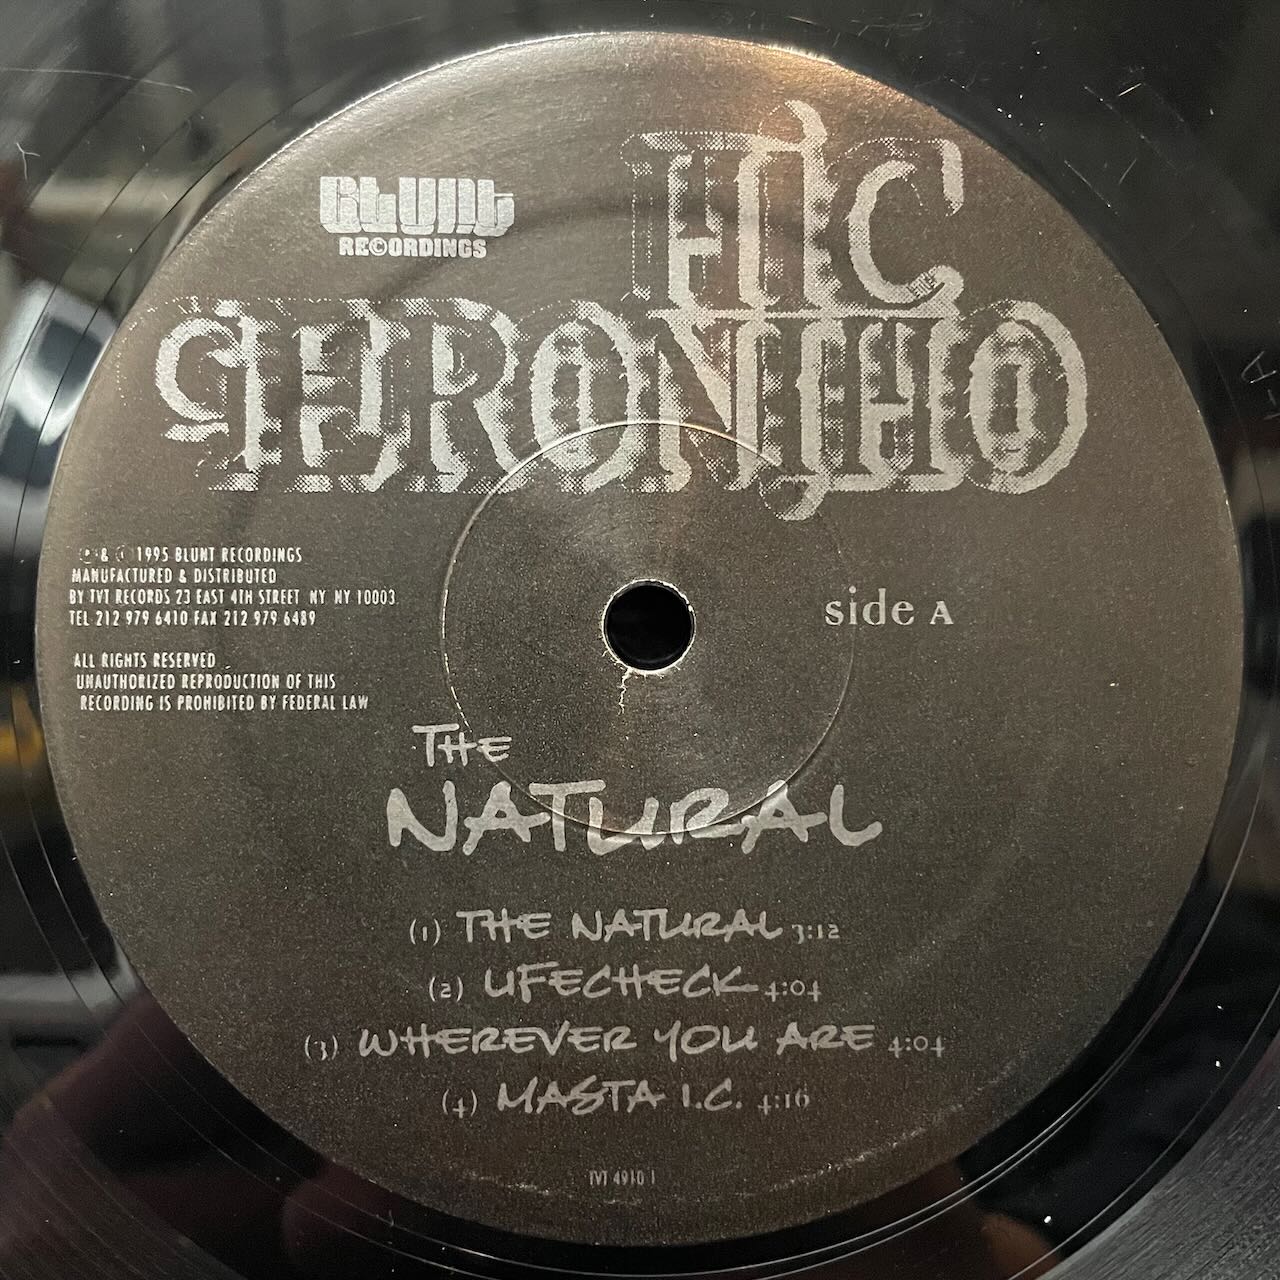 BLUNT
RECORDINGS
MIC
GERONIMO
℗ & © 1995 BLUNT RECORDINGS
MANUFACTURED & DISTRIBUTED
BY TVT RECORDS 23 EAST 4TH STREET NY NY 10003
TEL 212 979 6410 FAX 212 979 6489
ALL RIGHTS RESERVED
UNAUTHORIZED REPRODUCTION OF THIS
RECORDING IS PROHIBITED BY FEDERAL LAW
side A
THE
NATURAL
(1) THE NATURAL 3:12
(2) LIFECHECK 4:04
(3) WHEREVER YOU ARE 4:04
(4) MASTA I.C. 4:16
TVT 4910 1